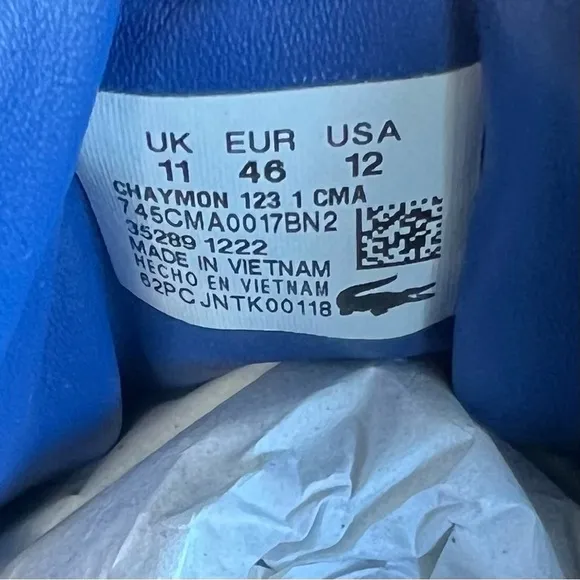 UK EUR USA
11 46 12
CHAYMON 123 1 CMA
745CMA0017BN2
35289 1222
MADE IN VIETNAM
HECHO EN VIETNAM
62PC JNTK00118